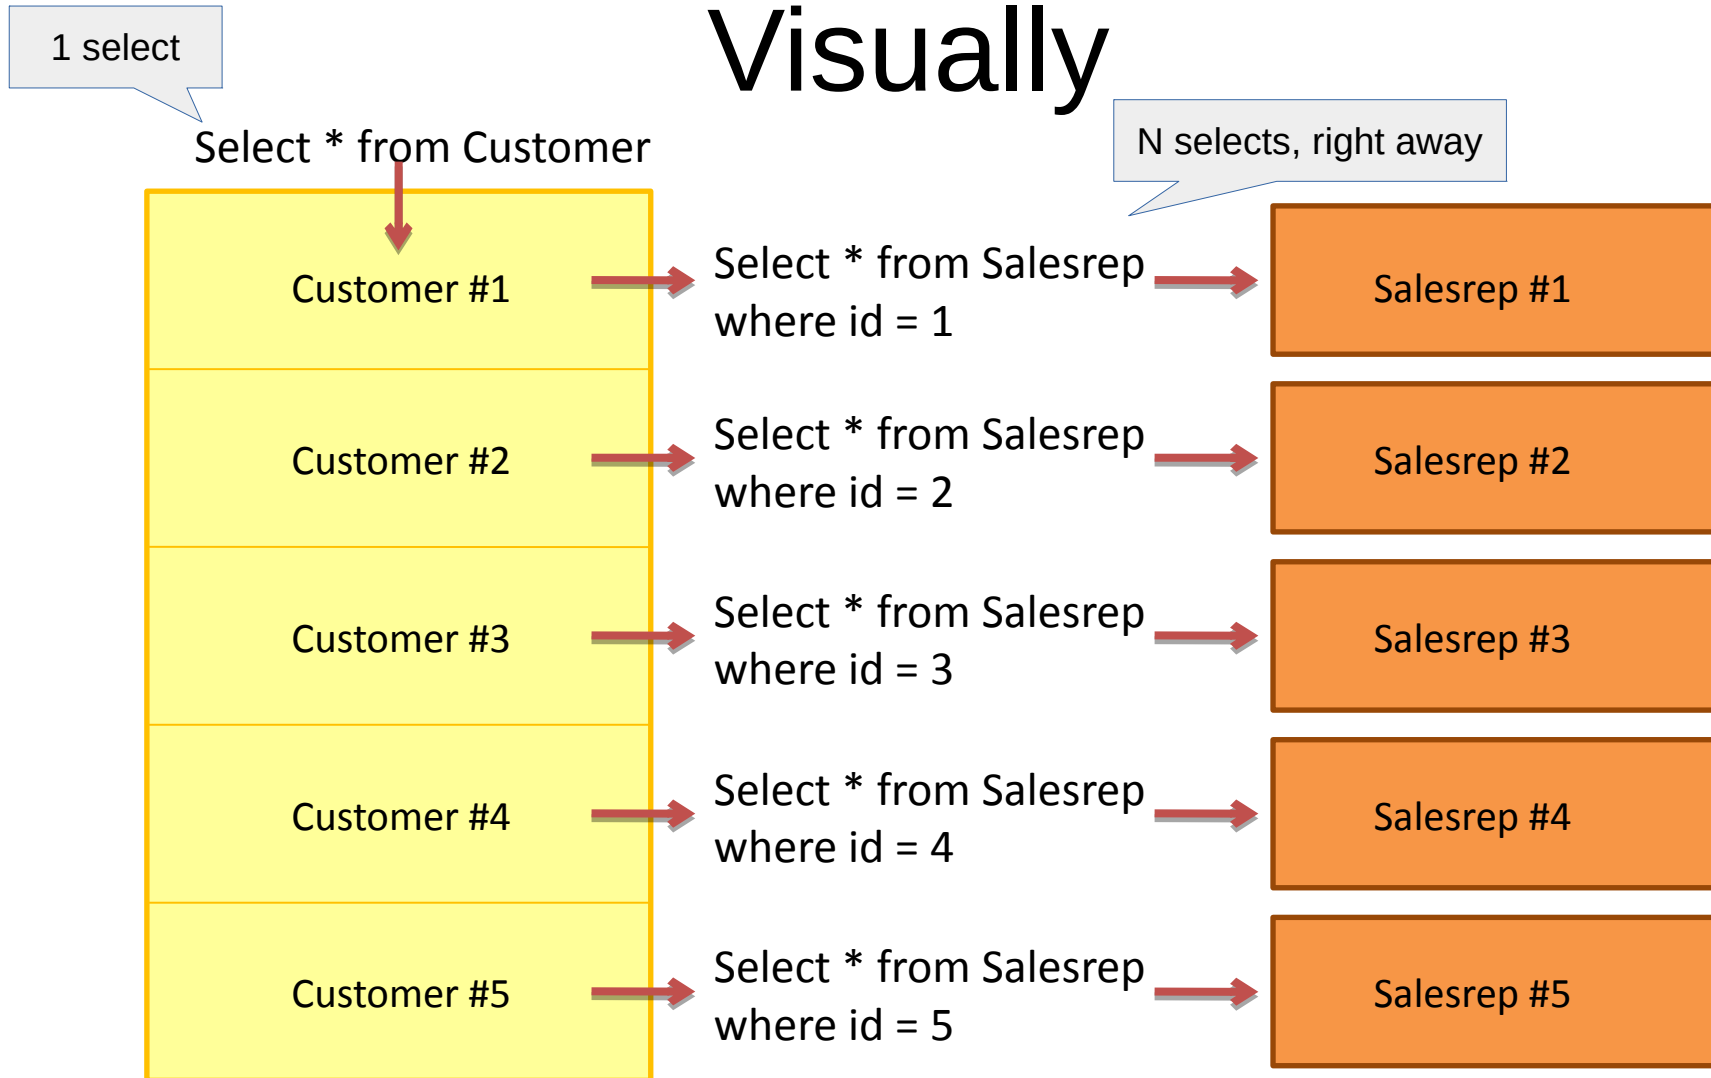 Visually
1 select
Select * from Customer
N selects, right away
Customer #1
Select * from Salesrep
where id = 1
Salesrep #1
Customer #2
Select * from Salesrep
where id = 2
Salesrep #2
Customer #3
Select * from Salesrep
where id = 3
Salesrep #3
Customer #4
Select * from Salesrep
where id = 4
Salesrep #4
Customer #5
Select * from Salesrep
where id = 5
Salesrep #5